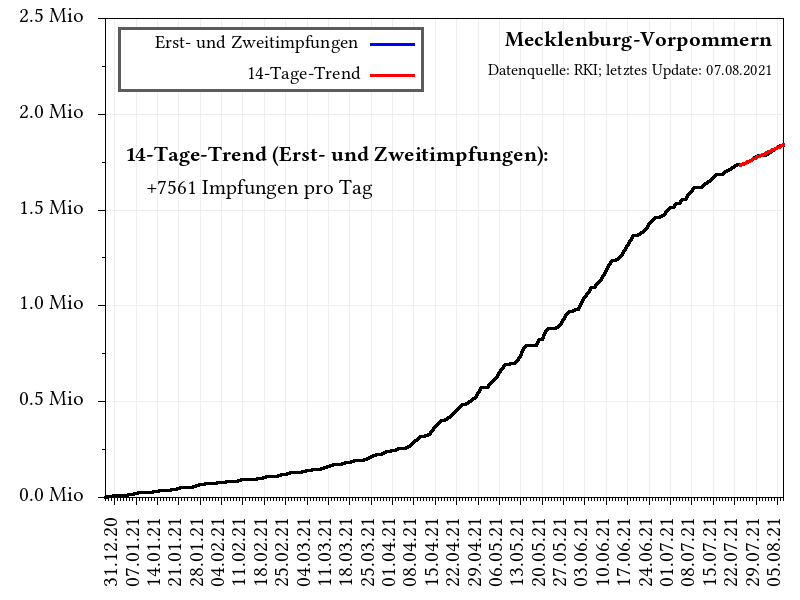 2.5 Mio
2.0 Mio
1.5 Mio
1.0 Mio
0.5 Mio
0.0 Mio
Erst- und Zweitimpfungen
14-Tage-Trend
Mecklenburg-Vorpommern
Datenquelle: RKI; letztes Update: 07.08.2021
14-Tage-Trend (Erst- und Zweitimpfungen):
+7561 Impfungen pro Tag
31.12.20
07.01.21
14.01.21
21.01.21
28.01.21
04.02.21
11.02.21
18.02.21
25.02.21
04.03.21
11.03.21
18.03.21
25.03.21
01.04.21
08.04.21
15.04.21
22.04.21
29.04.21
06.05.21
13.05.21
20.05.21
27.05.21
03.06.21
10.06.21
17.06.21
24.06.21
01.07.21
08.07.21
15.07.21
22.07.21
29.07.21
05.08.21